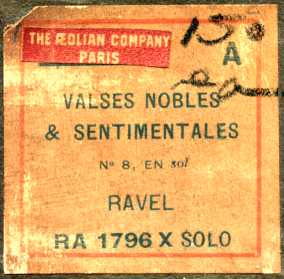 THE ÆOLIAN COMPANY
PARIS
A
VALSES NOBLES
& SENTIMENTALES
Nº 8, EN sol
RAVEL
RA 1796 X SOLO